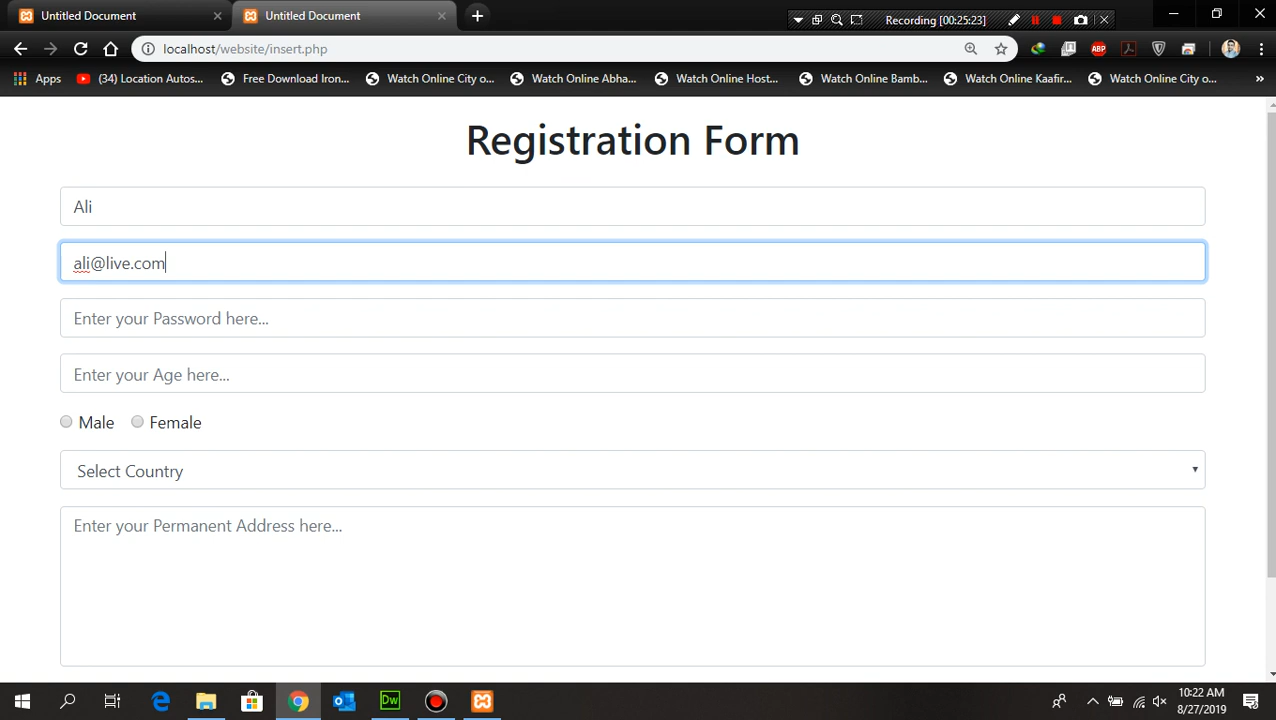 Untitled Document
Untitled Document
Recording [00:25:23]
localhost/website/insert.php
ABP
Apps
(34) Location Autos...
Free Download Iron...
Watch Online City o...
Watch Online Abha...
Watch Online Host...
Watch Online Bamb...
Watch Online Kaafir...
Watch Online City o...
»
Registration Form
Ali
ali@live.com
Enter your Password here...
Enter your Age here...
Male Female
Select Country
Enter your Permanent Address here...
Dw
10:22 AM
8/27/2019